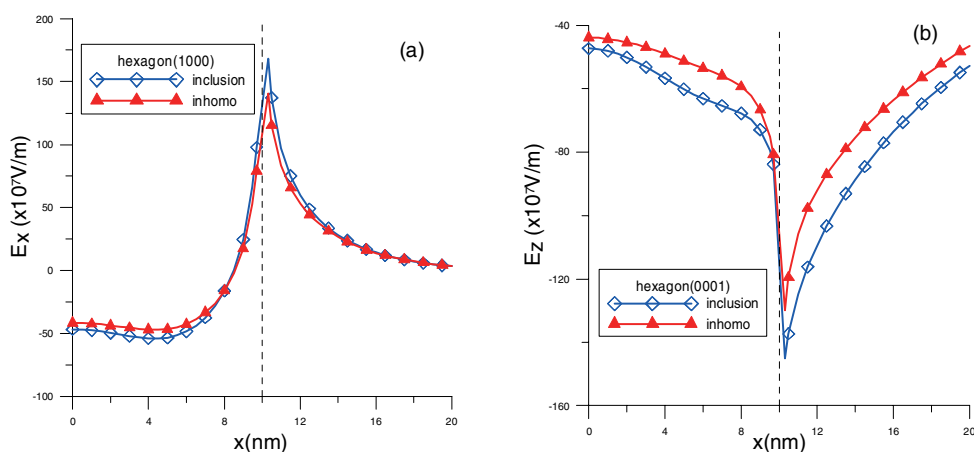 200
150
100
50
0
-50
-100
0
4
8
12
16
20
Ex (x10⁷V/m)
x(nm)
(a)
hexagon(1000)
inclusion
inhomo
-40
-80
-120
-160
0
4
8
12
16
20
Ez (x10⁷V/m)
x(nm)
(b)
hexagon(0001)
inclusion
inhomo